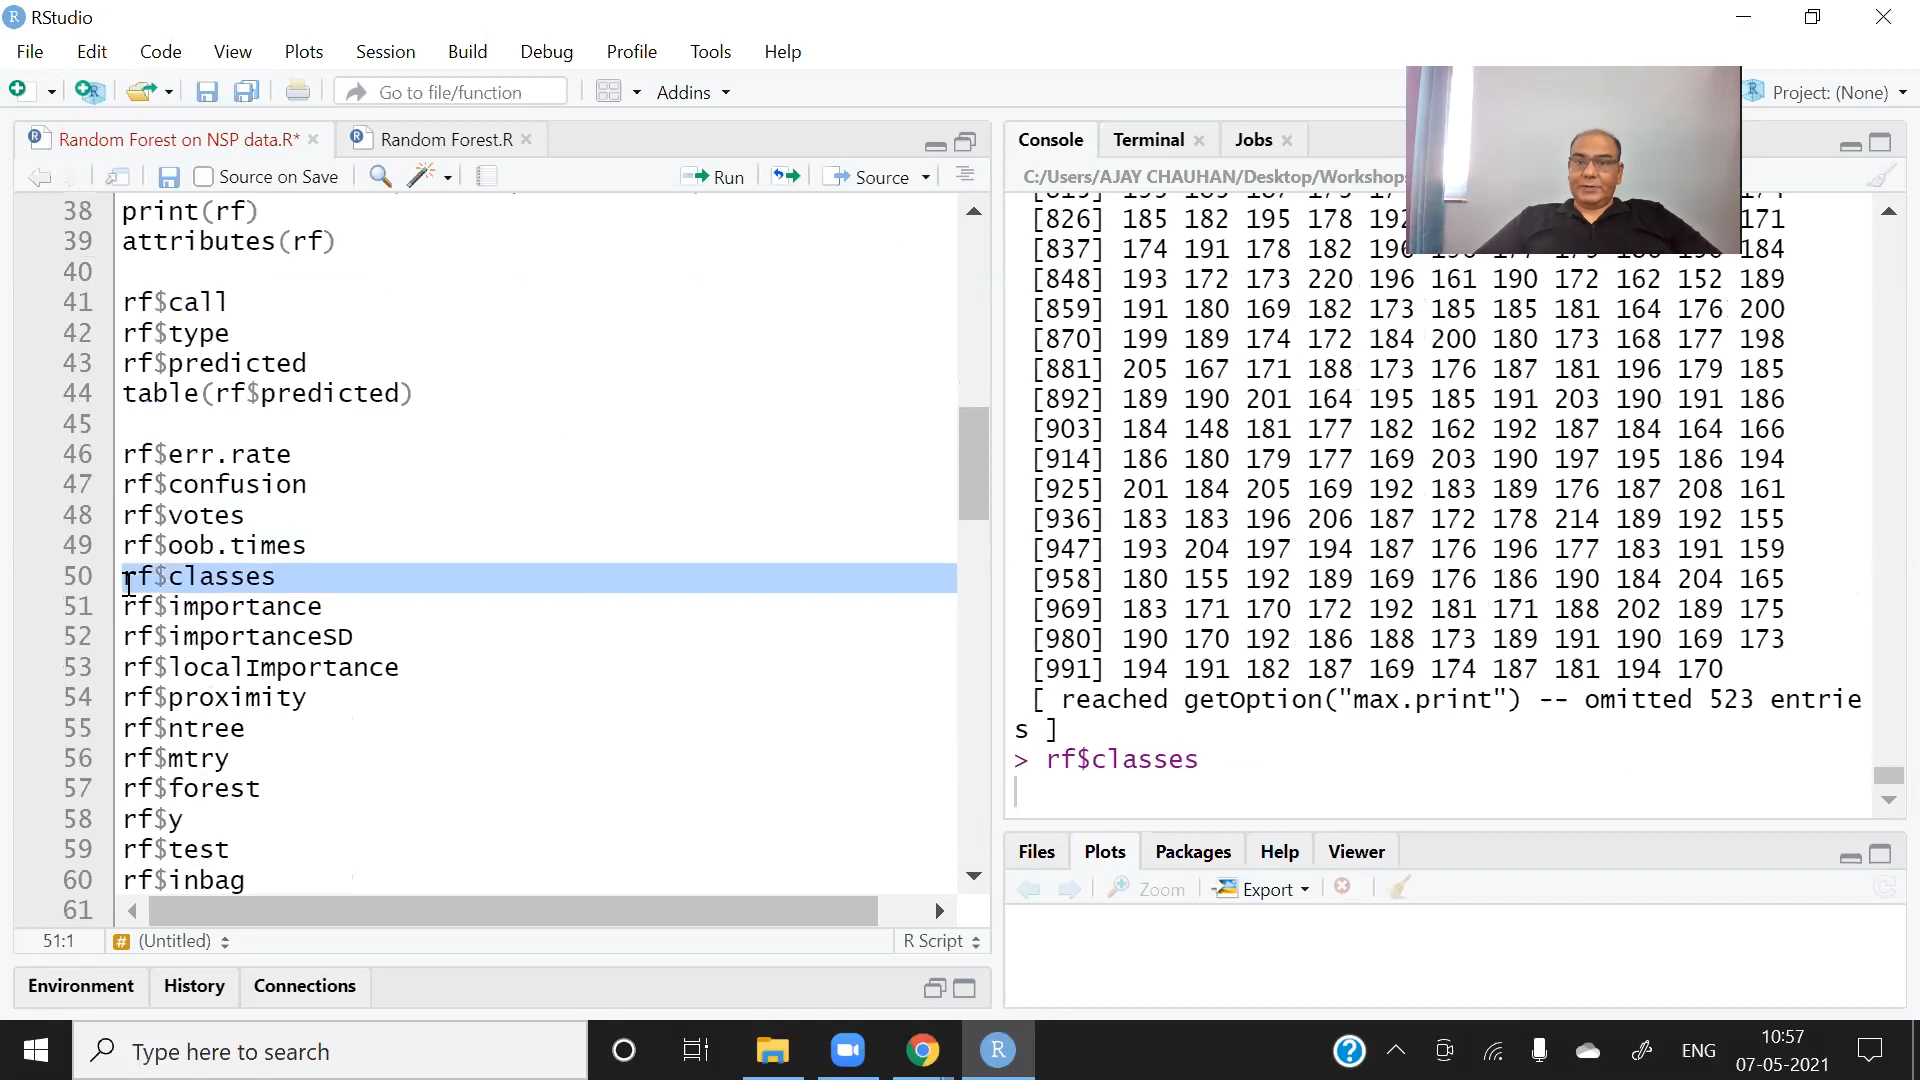 RStudio
File Edit Code View Plots Session Build Debug Profile Tools Help
Go to file/function Addins Project: (None)
Random Forest on NSP data.R* Random Forest.R
Source on Save Run Source
38 print(rf)
39 attributes(rf)
40
41 rf$call
42 rf$type
43 rf$predicted
44 table(rf$predicted)
45
46 rf$err.rate
47 rf$confusion
48 rf$votes
49 rf$oob.times
50 rf$classes
51 rf$importance
52 rf$importanceSD
53 rf$localImportance
54 rf$proximity
55 rf$ntree
56 rf$mtry
57 rf$forest
58 rf$y
59 rf$test
60 rf$inbag
61
51:1 # (Untitled) R Script
Environment History Connections
Console Terminal Jobs
C:/Users/AJAY CHAUHAN/Desktop/Workshops
[826] 185 182 195 178 192 171
[837] 174 191 178 182 196 184
[848] 193 172 173 220 196 161 190 172 162 152 189
[859] 191 180 169 182 173 185 185 181 164 176 200
[870] 199 189 174 172 184 200 180 173 168 177 198
[881] 205 167 171 188 173 176 187 181 196 179 185
[892] 189 190 201 164 195 185 191 203 190 191 186
[903] 184 148 181 177 182 162 192 187 184 164 166
[914] 186 180 179 177 169 203 190 197 195 186 194
[925] 201 184 205 169 192 183 189 176 187 208 161
[936] 183 183 196 206 187 172 178 214 189 192 155
[947] 193 204 197 194 187 176 196 177 183 191 159
[958] 180 155 192 189 169 176 186 190 184 204 165
[969] 183 171 170 172 192 181 171 188 202 189 175
[980] 190 170 192 186 188 173 189 191 190 169 173
[991] 194 191 182 187 169 174 187 181 194 170
[ reached getOption("max.print") -- omitted 523 entrie
s ]
> rf$classes
Files Plots Packages Help Viewer
Zoom Export
Type here to search
ENG
10:57
07-05-2021